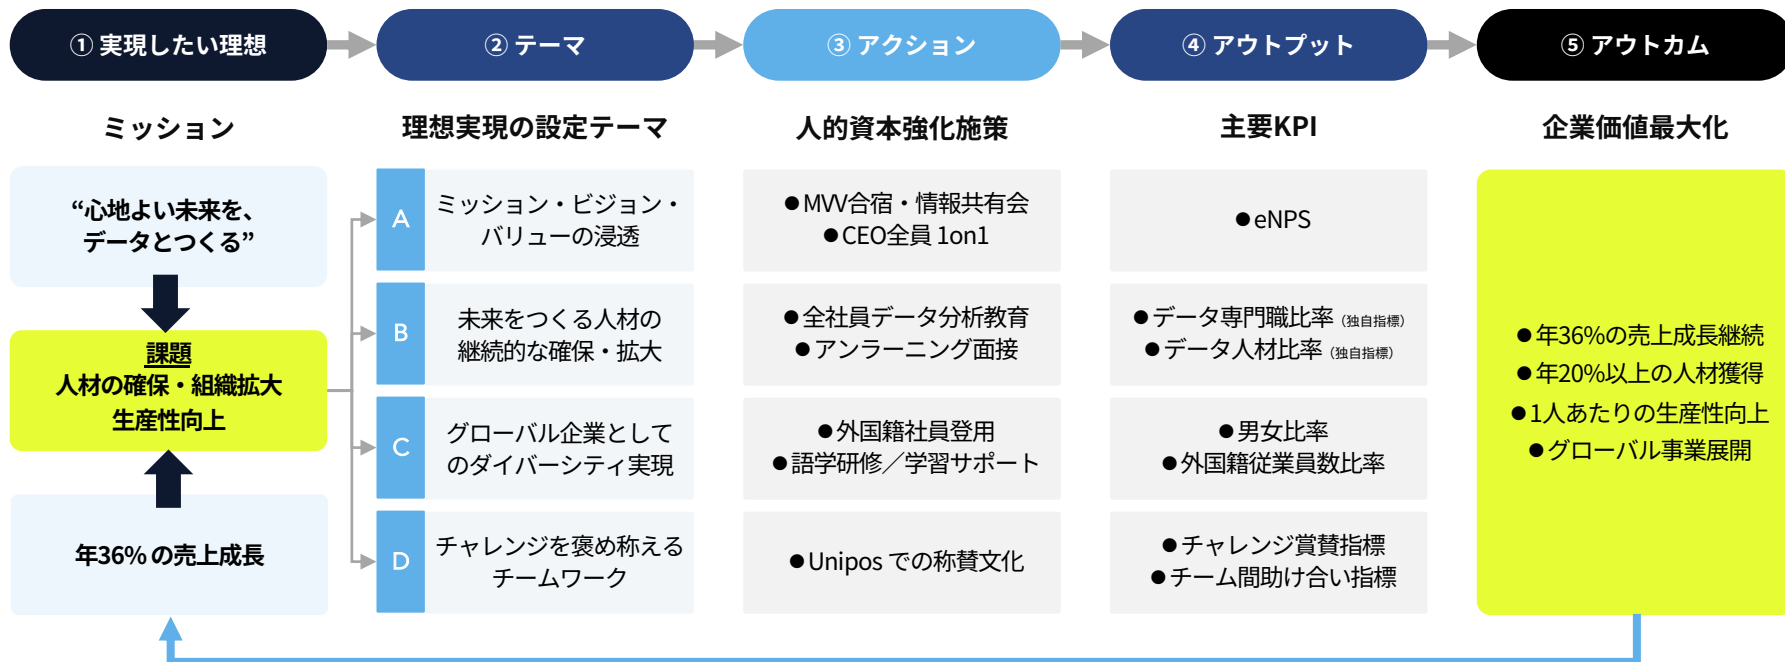 ① 実現したい理想
② テーマ
③ アクション
④ アウトプット
⑤ アウトカム
ミッション
理想実現の設定テーマ
人的資本強化施策
主要KPI
企業価値最大化
“心地よい未来を、
データとつくる”
課題
人材の確保・組織拡大
生産性向上
年36% の売上成長
A
ミッション・ビジョン・
バリューの浸透
●MVV合宿・情報共有会
●CEO全員 1on1
●eNPS
B
未来をつくる人材の
継続的な確保・拡大
●全社員データ分析教育
●アンラーニング面接
●データ専門職比率 (独自指標)
●データ人材比率 (独自指標)
C
グローバル企業として
のダイバーシティ実現
●外国籍社員登用
●語学研修／学習サポート
●男女比率
●外国籍従業員数比率
D
チャレンジを褒め称える
チームワーク
●Unipos での称賛文化
●チャレンジ賞賛指標
●チーム間助け合い指標
●年36%の売上成長継続
●年20%以上の人材獲得
●1人あたりの生産性向上
●グローバル事業展開